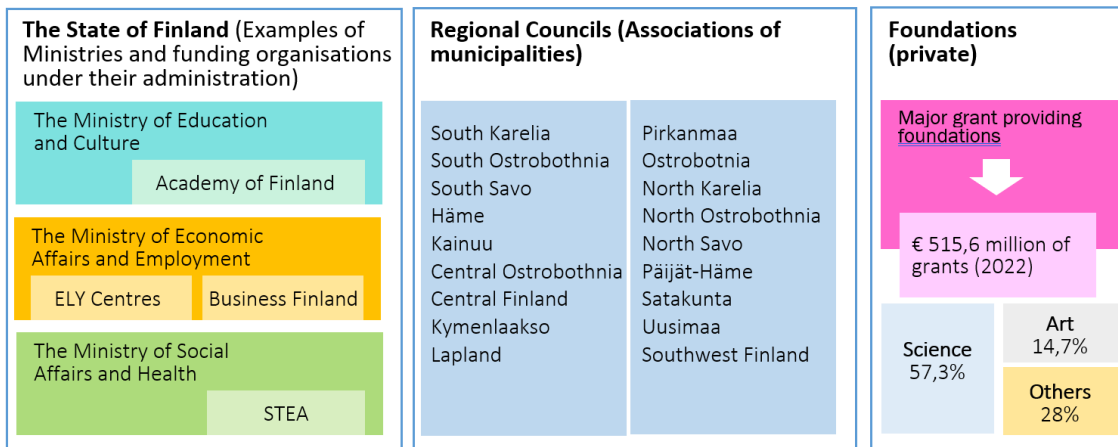 The State of Finland (Examples of
Ministries and funding organisations
under their administration)
The Ministry of Education
and Culture
Academy of Finland
The Ministry of Economic
Affairs and Employment
ELY Centres
Business Finland
The Ministry of Social
Affairs and Health
STEA
Regional Councils (Associations of
municipalities)
South Karelia
South Ostrobothnia
South Savo
Häme
Kainuu
Central Ostrobothnia
Central Finland
Kymenlaakso
Lapland
Pirkanmaa
Ostrobotnia
North Karelia
North Ostrobothnia
North Savo
Päijät-Häme
Satakunta
Uusimaa
Southwest Finland
Foundations
(private)
Major grant providing
foundations
€ 515,6 million of
grants (2022)
Science
57,3%
Art
14,7%
Others
28%